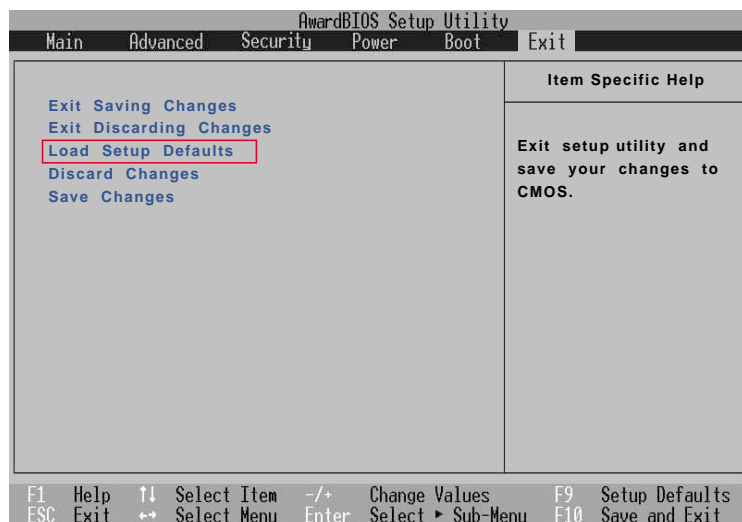 AwardBIOS Setup Utility
Main Advanced Security Power Boot Exit
Item Specific Help
Exit Saving Changes
Exit Discarding Changes
Load Setup Defaults
Discard Changes
Save Changes
Exit setup utility and
save your changes to
CMOS.
F1 Help ↑↓ Select Item -/+ Change Values F9 Setup Defaults
ESC Exit ←→ Select Menu Enter Select ► Sub-Menu F10 Save and Exit